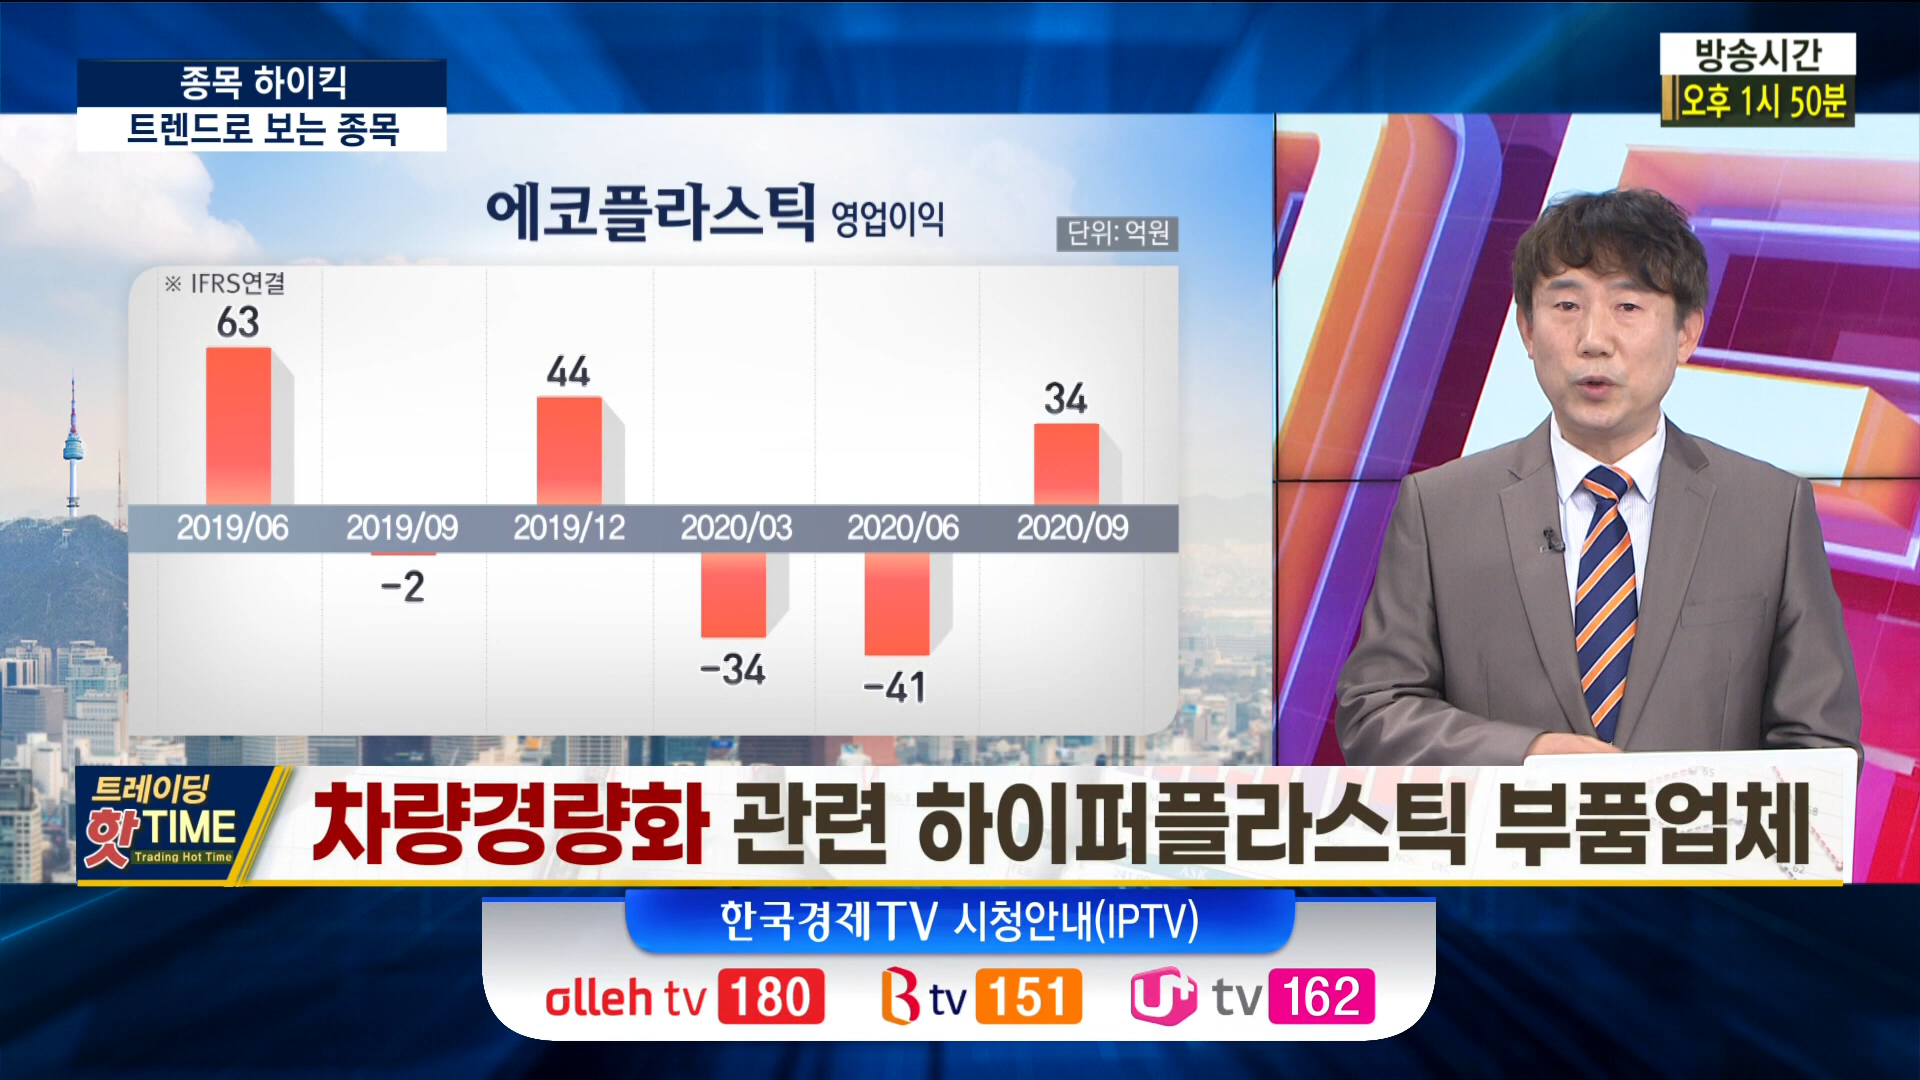 종목 하이킥
트렌드로 보는 종목
방송시간
오후 1시 50분
에코플라스틱 영업이익
단위: 억원
※ IFRS연결
63
44
34
2019/06 2019/09 2019/12 2020/03 2020/06 2020/09
-2
-34
-41
트레이딩
핫TIME
Trading Hot Time
차량경량화 관련 하이퍼플라스틱 부품업체
한국경제TV 시청안내(IPTV)
olleh tv 180 B tv 151 U+ tv 162